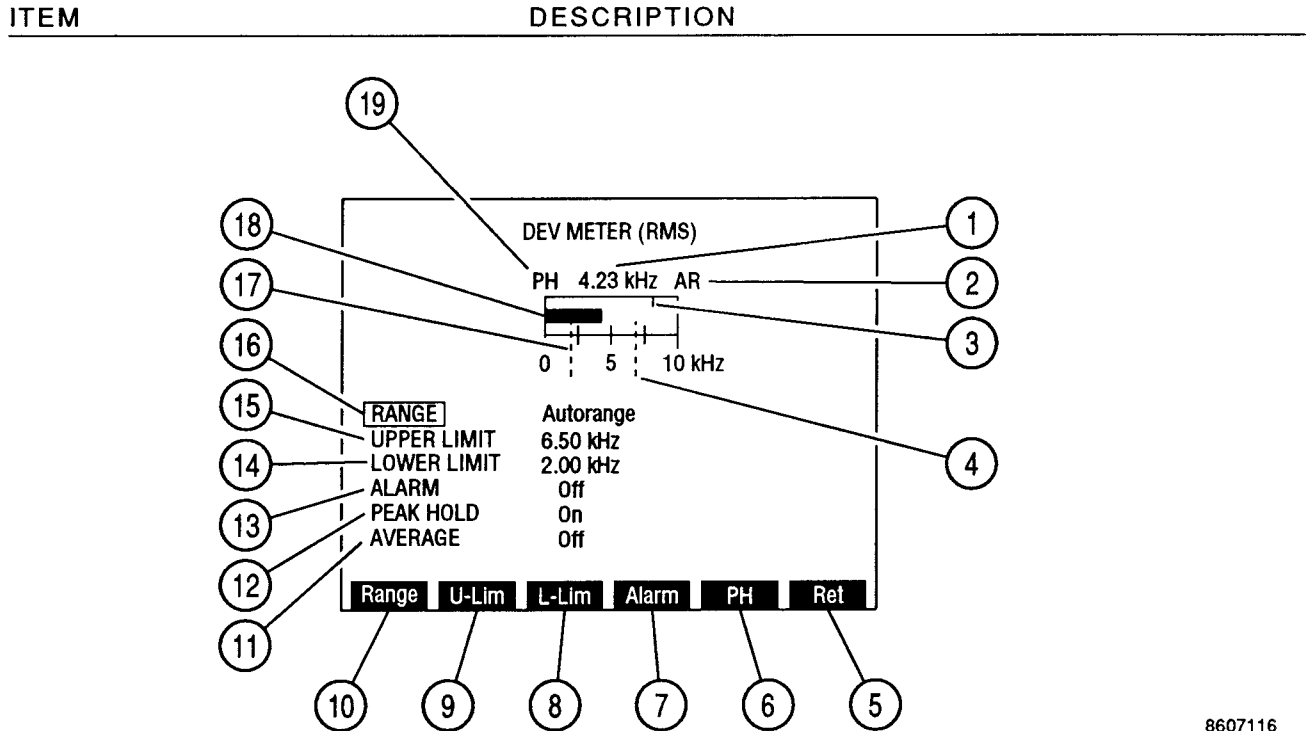 ITEM DESCRIPTION
19
18
17
16
15
14
13
12
11
DEV METER (RMS)
PH 4.23 kHz AR
0 5 10 kHz
RANGE Autorange
UPPER LIMIT 6.50 kHz
LOWER LIMIT 2.00 kHz
ALARM Off
PEAK HOLD On
AVERAGE Off
Range U-Lim L-Lim Alarm PH Ret
1
2
3
4
10 9 8 7 6 5
8607116